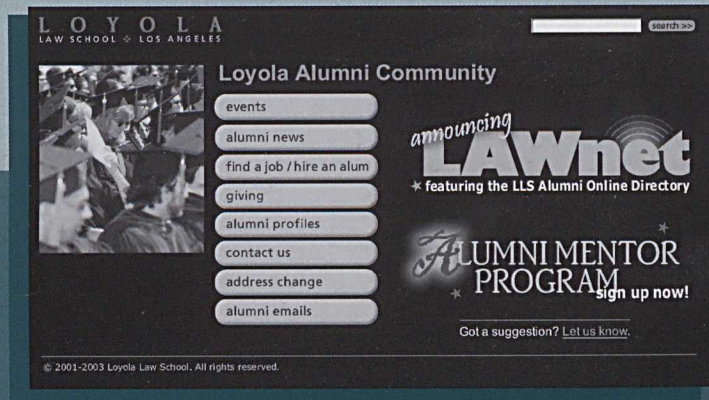 LOYOLA
LAW SCHOOL ❖ LOS ANGELES
search >>
Loyola Alumni Community
events
alumni news
find a job / hire an alum
giving
alumni profiles
contact us
address change
alumni emails
announcing
LAWnet
★ featuring the LLS Alumni Online Directory
ALUMNI MENTOR
PROGRAM
sign up now!
Got a suggestion? Let us know.
© 2001-2003 Loyola Law School. All rights reserved.